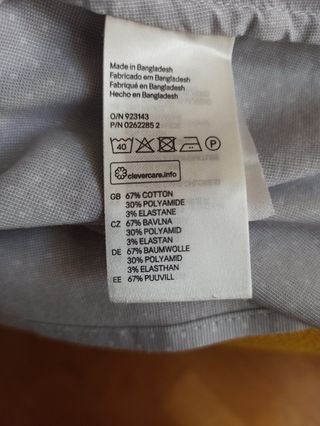 Made in Bangladesh
Fabricado em Bangladesh
Fabriqué en Bangladesh
Hecho en Bangladesh
O/N 923143
P/N 0262285 2
40 P
clevercare.info
GB 67% COTTON
30% POLYAMIDE
3% ELASTANE
CZ 67% BAVLNA
30% POLYAMID
3% ELASTAN
DE 67% BAUMWOLLE
30% POLYAMID
3% ELASTHAN
EE 67% PUUVILL